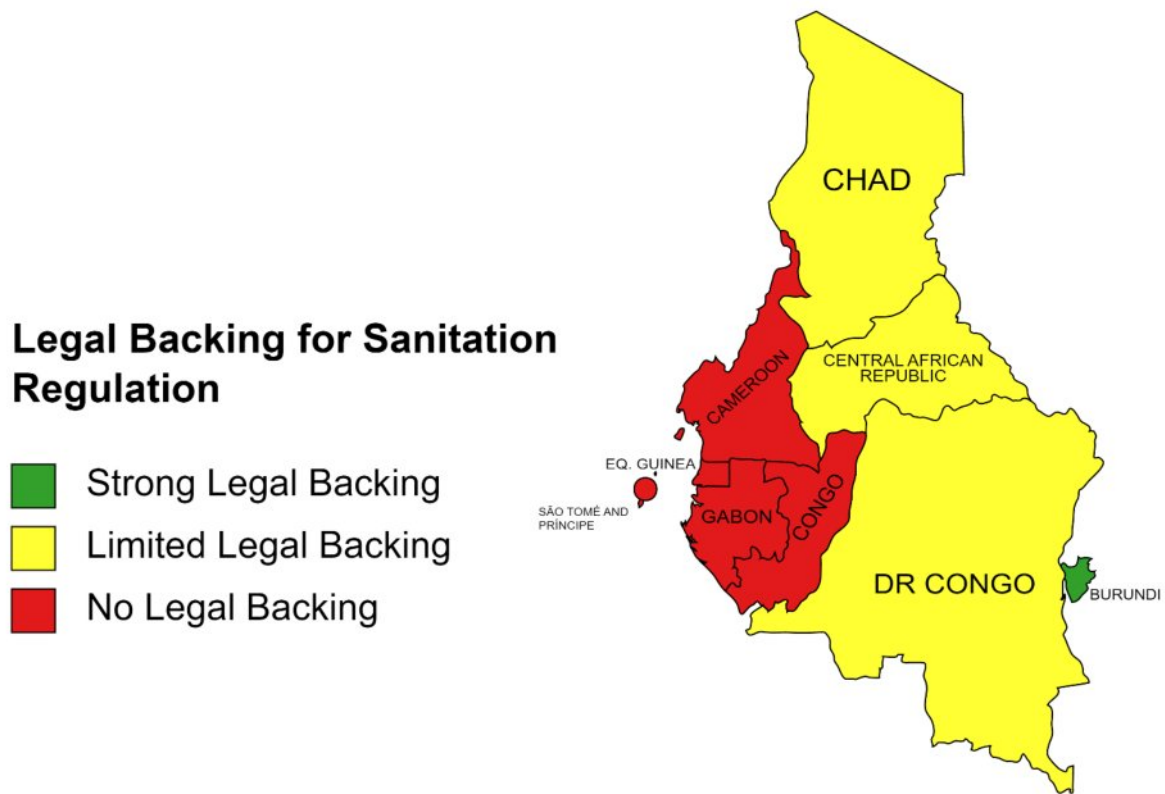 Legal Backing for Sanitation
Regulation
Strong Legal Backing
Limited Legal Backing
No Legal Backing
CHAD
CENTRAL AFRICAN
REPUBLIC
CAMEROON
EQ. GUINEA
SÃO TOMÉ AND
PRÍNCIPE
GABON
CONGO
DR CONGO
BURUNDI